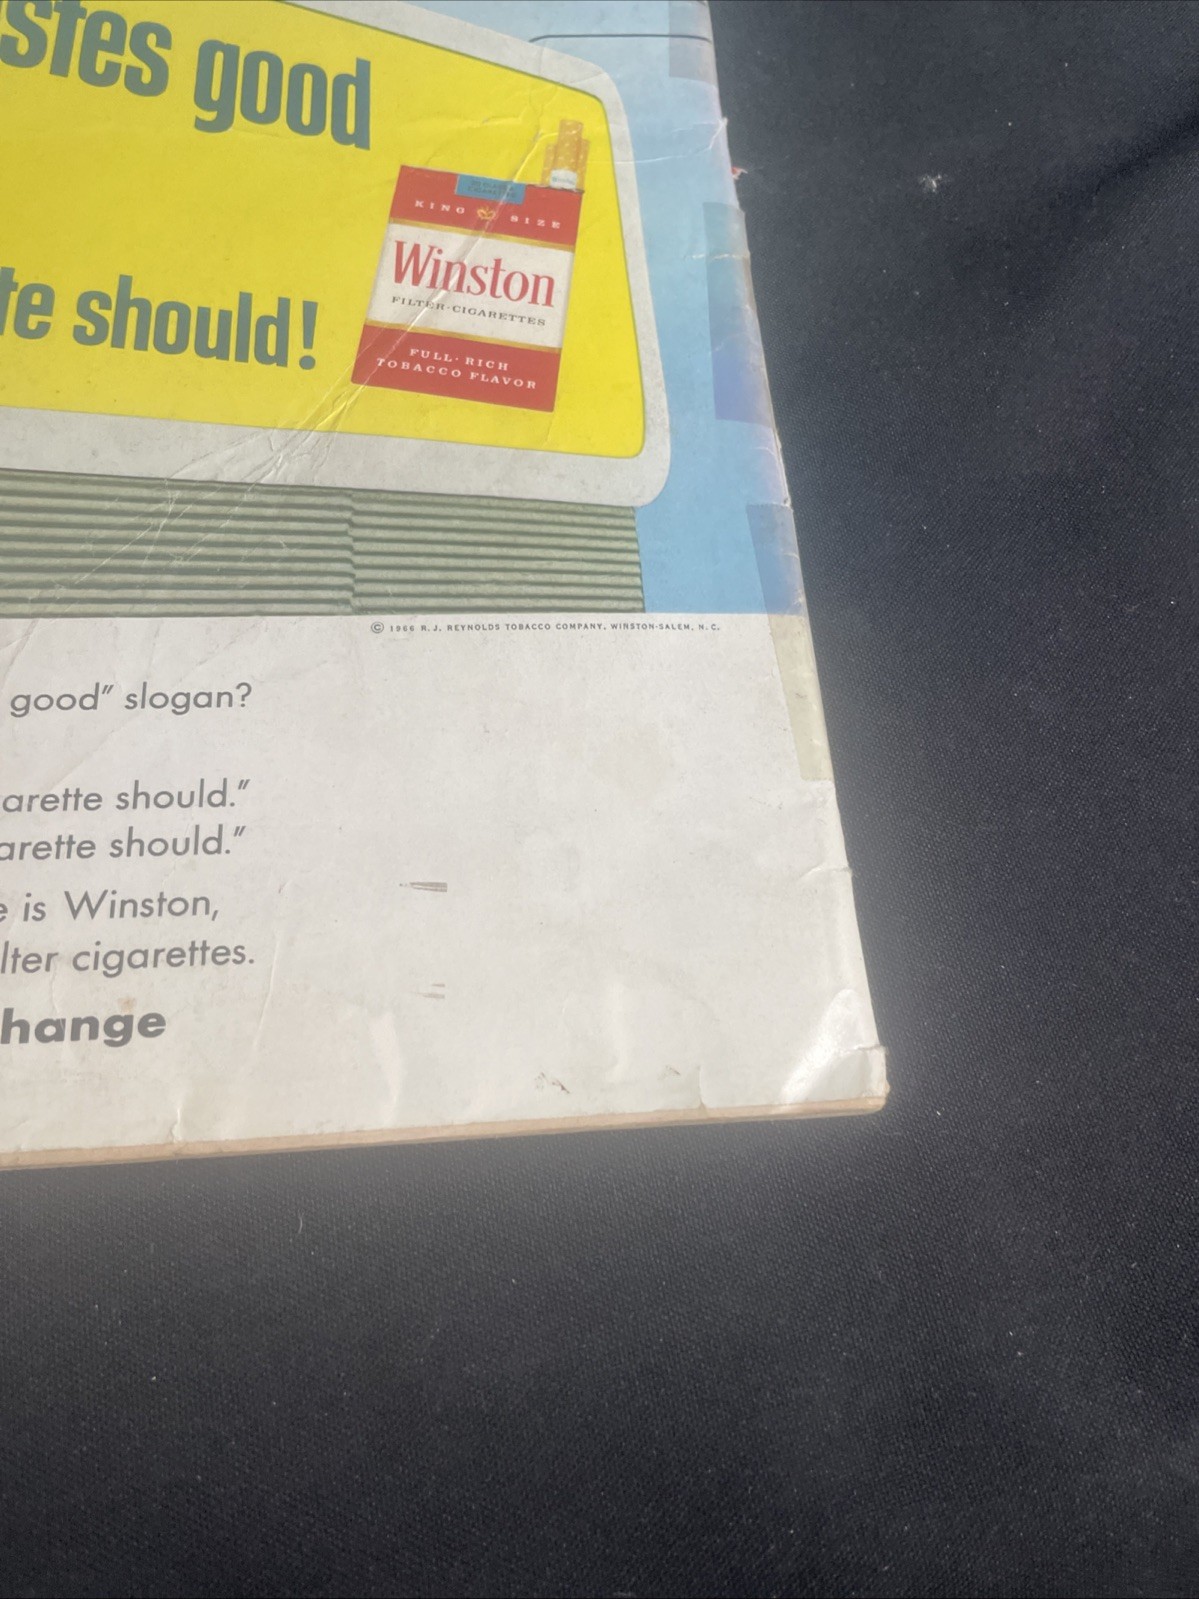 stes good
KING SIZE
Winston
FILTER-CIGARETTES
te should!
FULL·RICH
TOBACCO FLAVOR
© 1966 R. J. REYNOLDS TOBACCO COMPANY, WINSTON-SALEM, N. C.
good” slogan?
arette should.”
arette should.”
e is Winston,
lter cigarettes.
hange